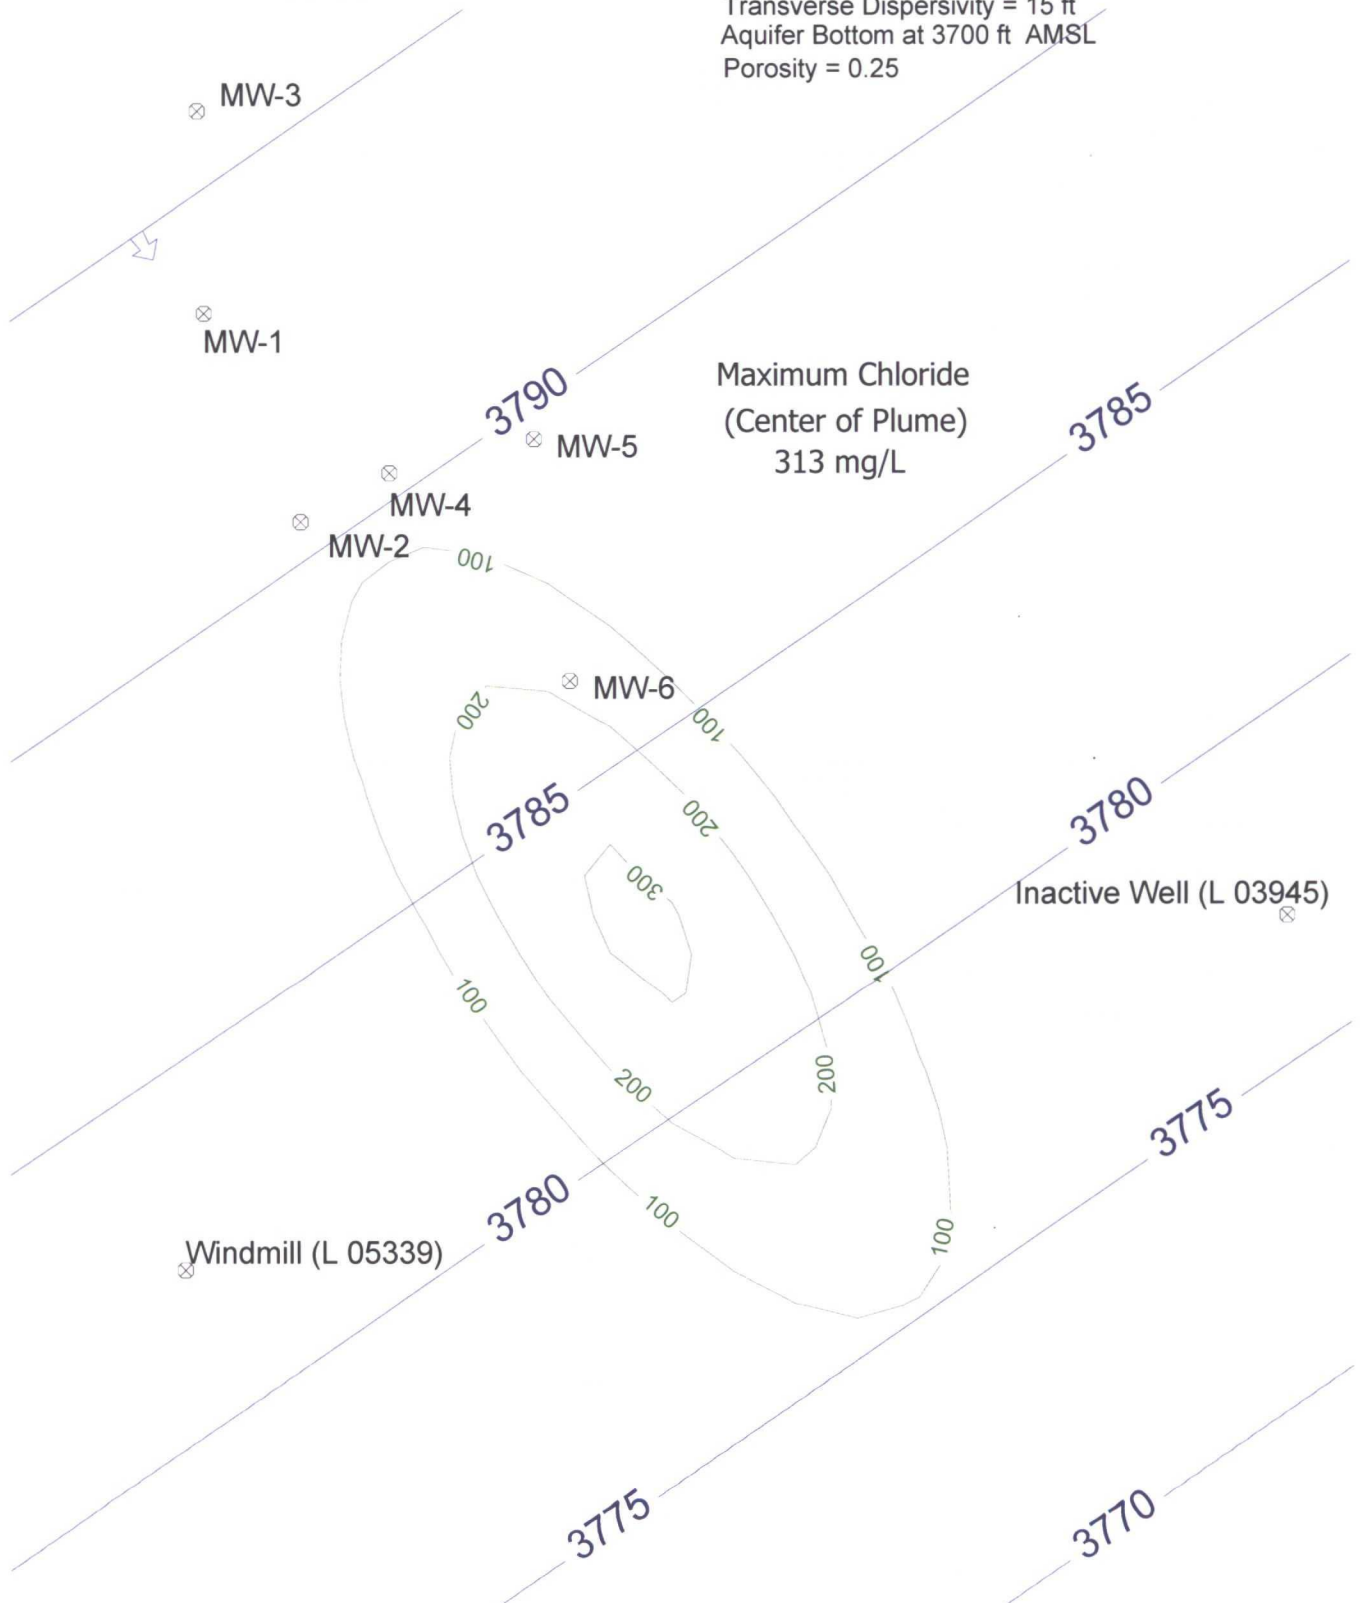 Transverse Dispersivity = 15 ft
Aquifer Bottom at 3700 ft AMSL
Porosity = 0.25
MW-3
MW-1
3790
Maximum Chloride
(Center of Plume)
313 mg/L
3785
MW-5
MW-4
MW-2
100
MW-6
200
100
3785
200
3780
300
Inactive Well (L 03945)
100
100
200
200
3775
3780
100
100
Windmill (L 05339)
3775
3770